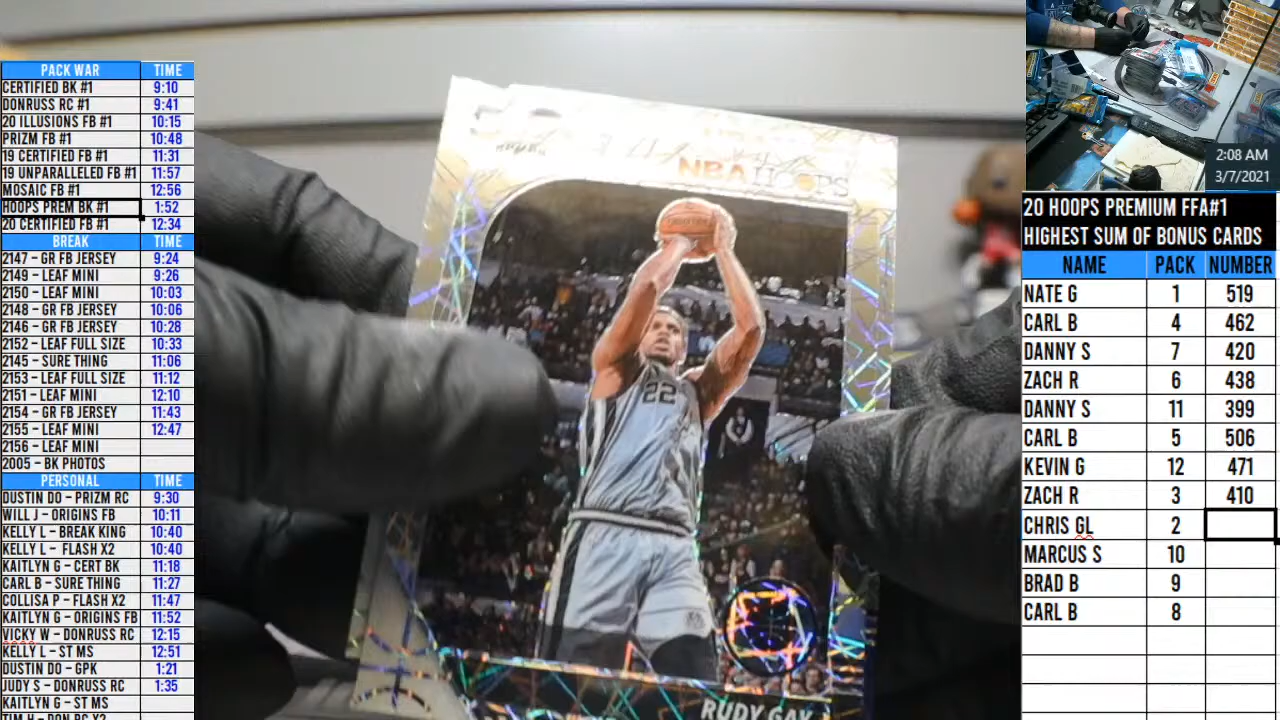 PACK WAR TIME
CERTIFIED BK #1 9:10
DONRUSS RC #1 9:41
20 ILLUSIONS FB #1 10:15
PRIZM FB #1 10:48
19 CERTIFIED FB #1 11:31
19 UNPARALLELED FB #1 11:57
MOSAIC FB #1 12:56
HOOPS PREM BK #1 1:52
20 CERTIFIED FB #1 12:34
BREAK TIME
2147 – GR FB JERSEY 9:24
2149 – LEAF MINI 9:26
2150 – LEAF MINI 10:03
2148 – GR FB JERSEY 10:06
2146 – GR FB JERSEY 10:28
2152 – LEAF FULL SIZE 10:33
2145 – SURE THING 11:06
2153 – LEAF FULL SIZE 11:12
2151 – LEAF MINI 12:10
2154 – GR FB JERSEY 11:43
2155 – LEAF MINI 12:47
2156 – LEAF MINI
2005 – BK PHOTOS
PERSONAL TIME
DUSTIN DO – PRIZM RC 9:30
WILL J – ORIGINS FB 10:11
KELLY L – BREAK KING 10:40
KELLY L – FLASH X2 10:40
KAITLYN G – CERT BK 11:18
CARL B – SURE THING 11:27
COLLISA P – FLASH X2 11:47
KAITLYN G – ORIGINS FB 11:52
VICKY W – DONRUSS RC 12:15
KELLY L – ST MS 12:51
DUSTIN DO – GPK 1:21
JUDY S – DONRUSS RC 1:35
KAITLYN G – ST MS
TIM H – DON RC X2
NBA HOOPS
22
RUDY GAY
2:08 AM
3/7/2021
20 HOOPS PREMIUM FFA#1
HIGHEST SUM OF BONUS CARDS
NAME PACK NUMBER
NATE G 1 519
CARL B 4 462
DANNY S 7 420
ZACH R 6 438
DANNY S 11 399
CARL B 5 506
KEVIN G 12 471
ZACH R 3 410
CHRIS GL 2
MARCUS S 10
BRAD B 9
CARL B 8